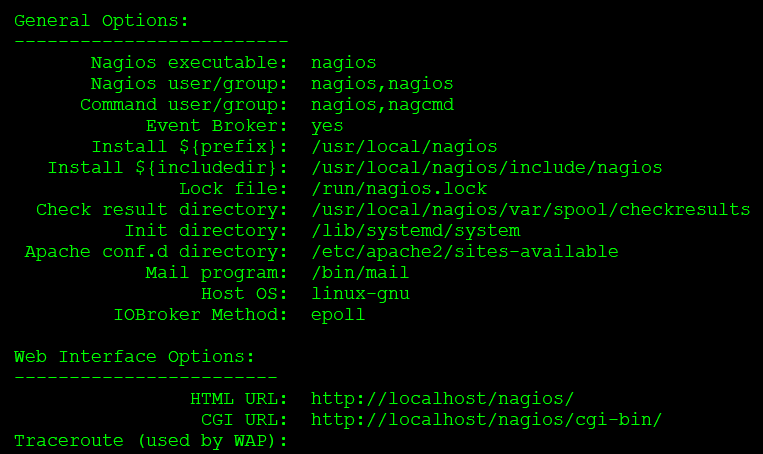 General Options:
-------------------------
Nagios executable: nagios
Nagios user/group: nagios,nagios
Command user/group: nagios,nagcmd
Event Broker: yes
Install ${prefix}: /usr/local/nagios
Install ${includedir}: /usr/local/nagios/include/nagios
Lock file: /run/nagios.lock
Check result directory: /usr/local/nagios/var/spool/checkresults
Init directory: /lib/systemd/system
Apache conf.d directory: /etc/apache2/sites-available
Mail program: /bin/mail
Host OS: linux-gnu
IOBroker Method: epoll
Web Interface Options:
------------------------
HTML URL: http://localhost/nagios/
CGI URL: http://localhost/nagios/cgi-bin/
Traceroute (used by WAP):